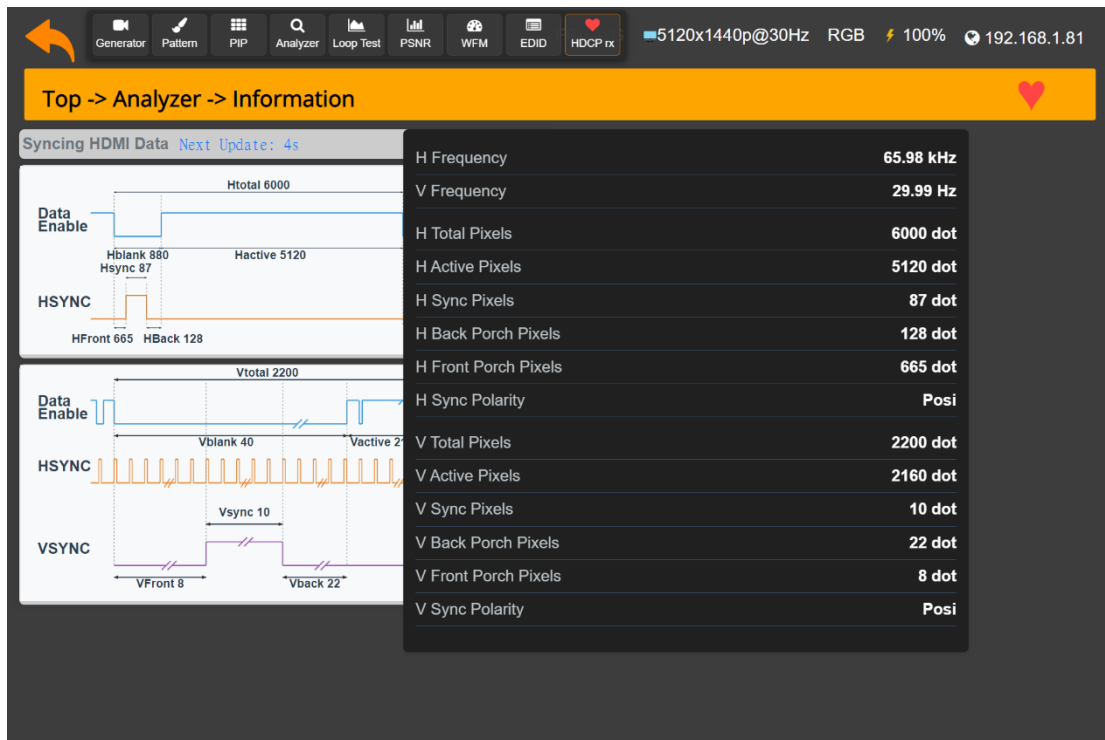 Generator Pattern PIP Analyzer Loop Test PSNR WFM EDID HDCP rx 5120x1440p@30Hz RGB 100% 192.168.1.81
Top -> Analyzer -> Information
Syncing HDMI Data Next Update: 4s
Htotal 6000
Data
Enable
Hblank 880 Hactive 5120
Hsync 87
HSYNC
HFront 665 HBack 128
Vtotal 2200
Data
Enable
Vblank 40 Vactive 2
HSYNC
Vsync 10
VSYNC
VFront 8 Vback 22
H Frequency 65.98 kHz
V Frequency 29.99 Hz
H Total Pixels 6000 dot
H Active Pixels 5120 dot
H Sync Pixels 87 dot
H Back Porch Pixels 128 dot
H Front Porch Pixels 665 dot
H Sync Polarity Posi
V Total Pixels 2200 dot
V Active Pixels 2160 dot
V Sync Pixels 10 dot
V Back Porch Pixels 22 dot
V Front Porch Pixels 8 dot
V Sync Polarity Posi